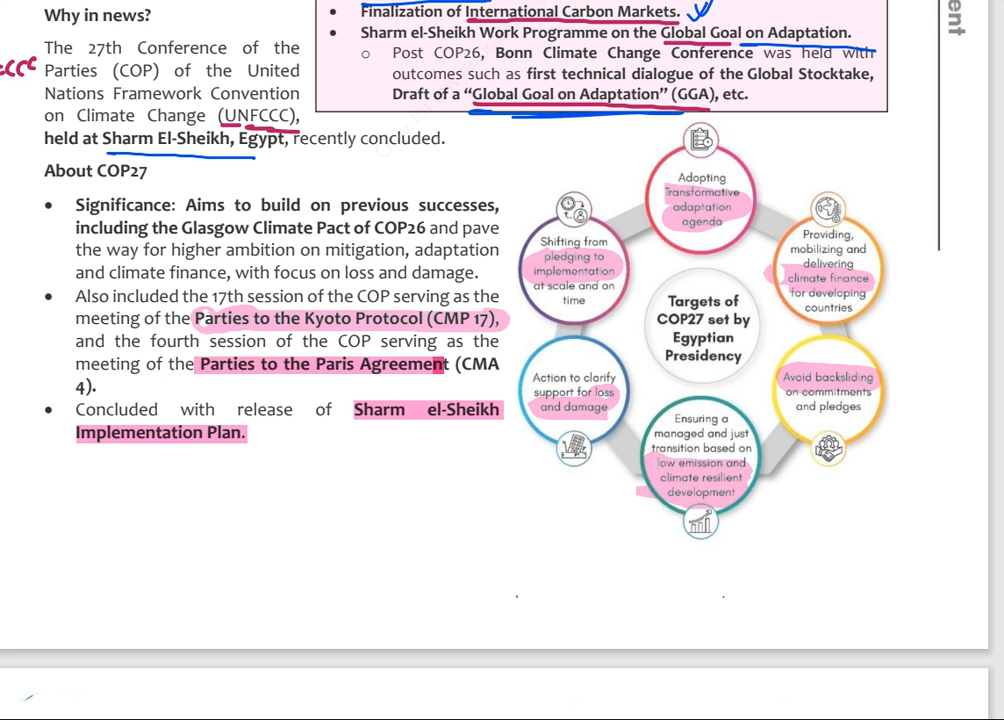 Why in news?
The 27th Conference of the
Parties (COP) of the United
Nations Framework Convention
on Climate Change (UNFCCC),
held at Sharm El-Sheikh, Egypt, recently concluded.
• Finalization of International Carbon Markets.
• Sharm el-Sheikh Work Programme on the Global Goal on Adaptation.
o Post COP26, Bonn Climate Change Conference was held with
outcomes such as first technical dialogue of the Global Stocktake,
Draft of a “Global Goal on Adaptation” (GGA), etc.
About COP27
• Significance: Aims to build on previous successes,
including the Glasgow Climate Pact of COP26 and pave
the way for higher ambition on mitigation, adaptation
and climate finance, with focus on loss and damage.
• Also included the 17th session of the COP serving as the
meeting of the Parties to the Kyoto Protocol (CMP 17),
and the fourth session of the COP serving as the
meeting of the Parties to the Paris Agreement (CMA
4).
• Concluded with release of Sharm el-Sheikh
Implementation Plan.
Targets of
COP27 set by
Egyptian
Presidency
Adopting
transformative
adaptation
agenda
Providing,
mobilizing and
delivering
climate finance
for developing
countries
Avoid backsliding
on commitments
and pledges
Ensuring a
managed and just
transition based on
low emission and
climate resilient
development
Action to clarify
support for loss
and damage
Shifting from
pledging to
implementation
at scale and on
time
ent